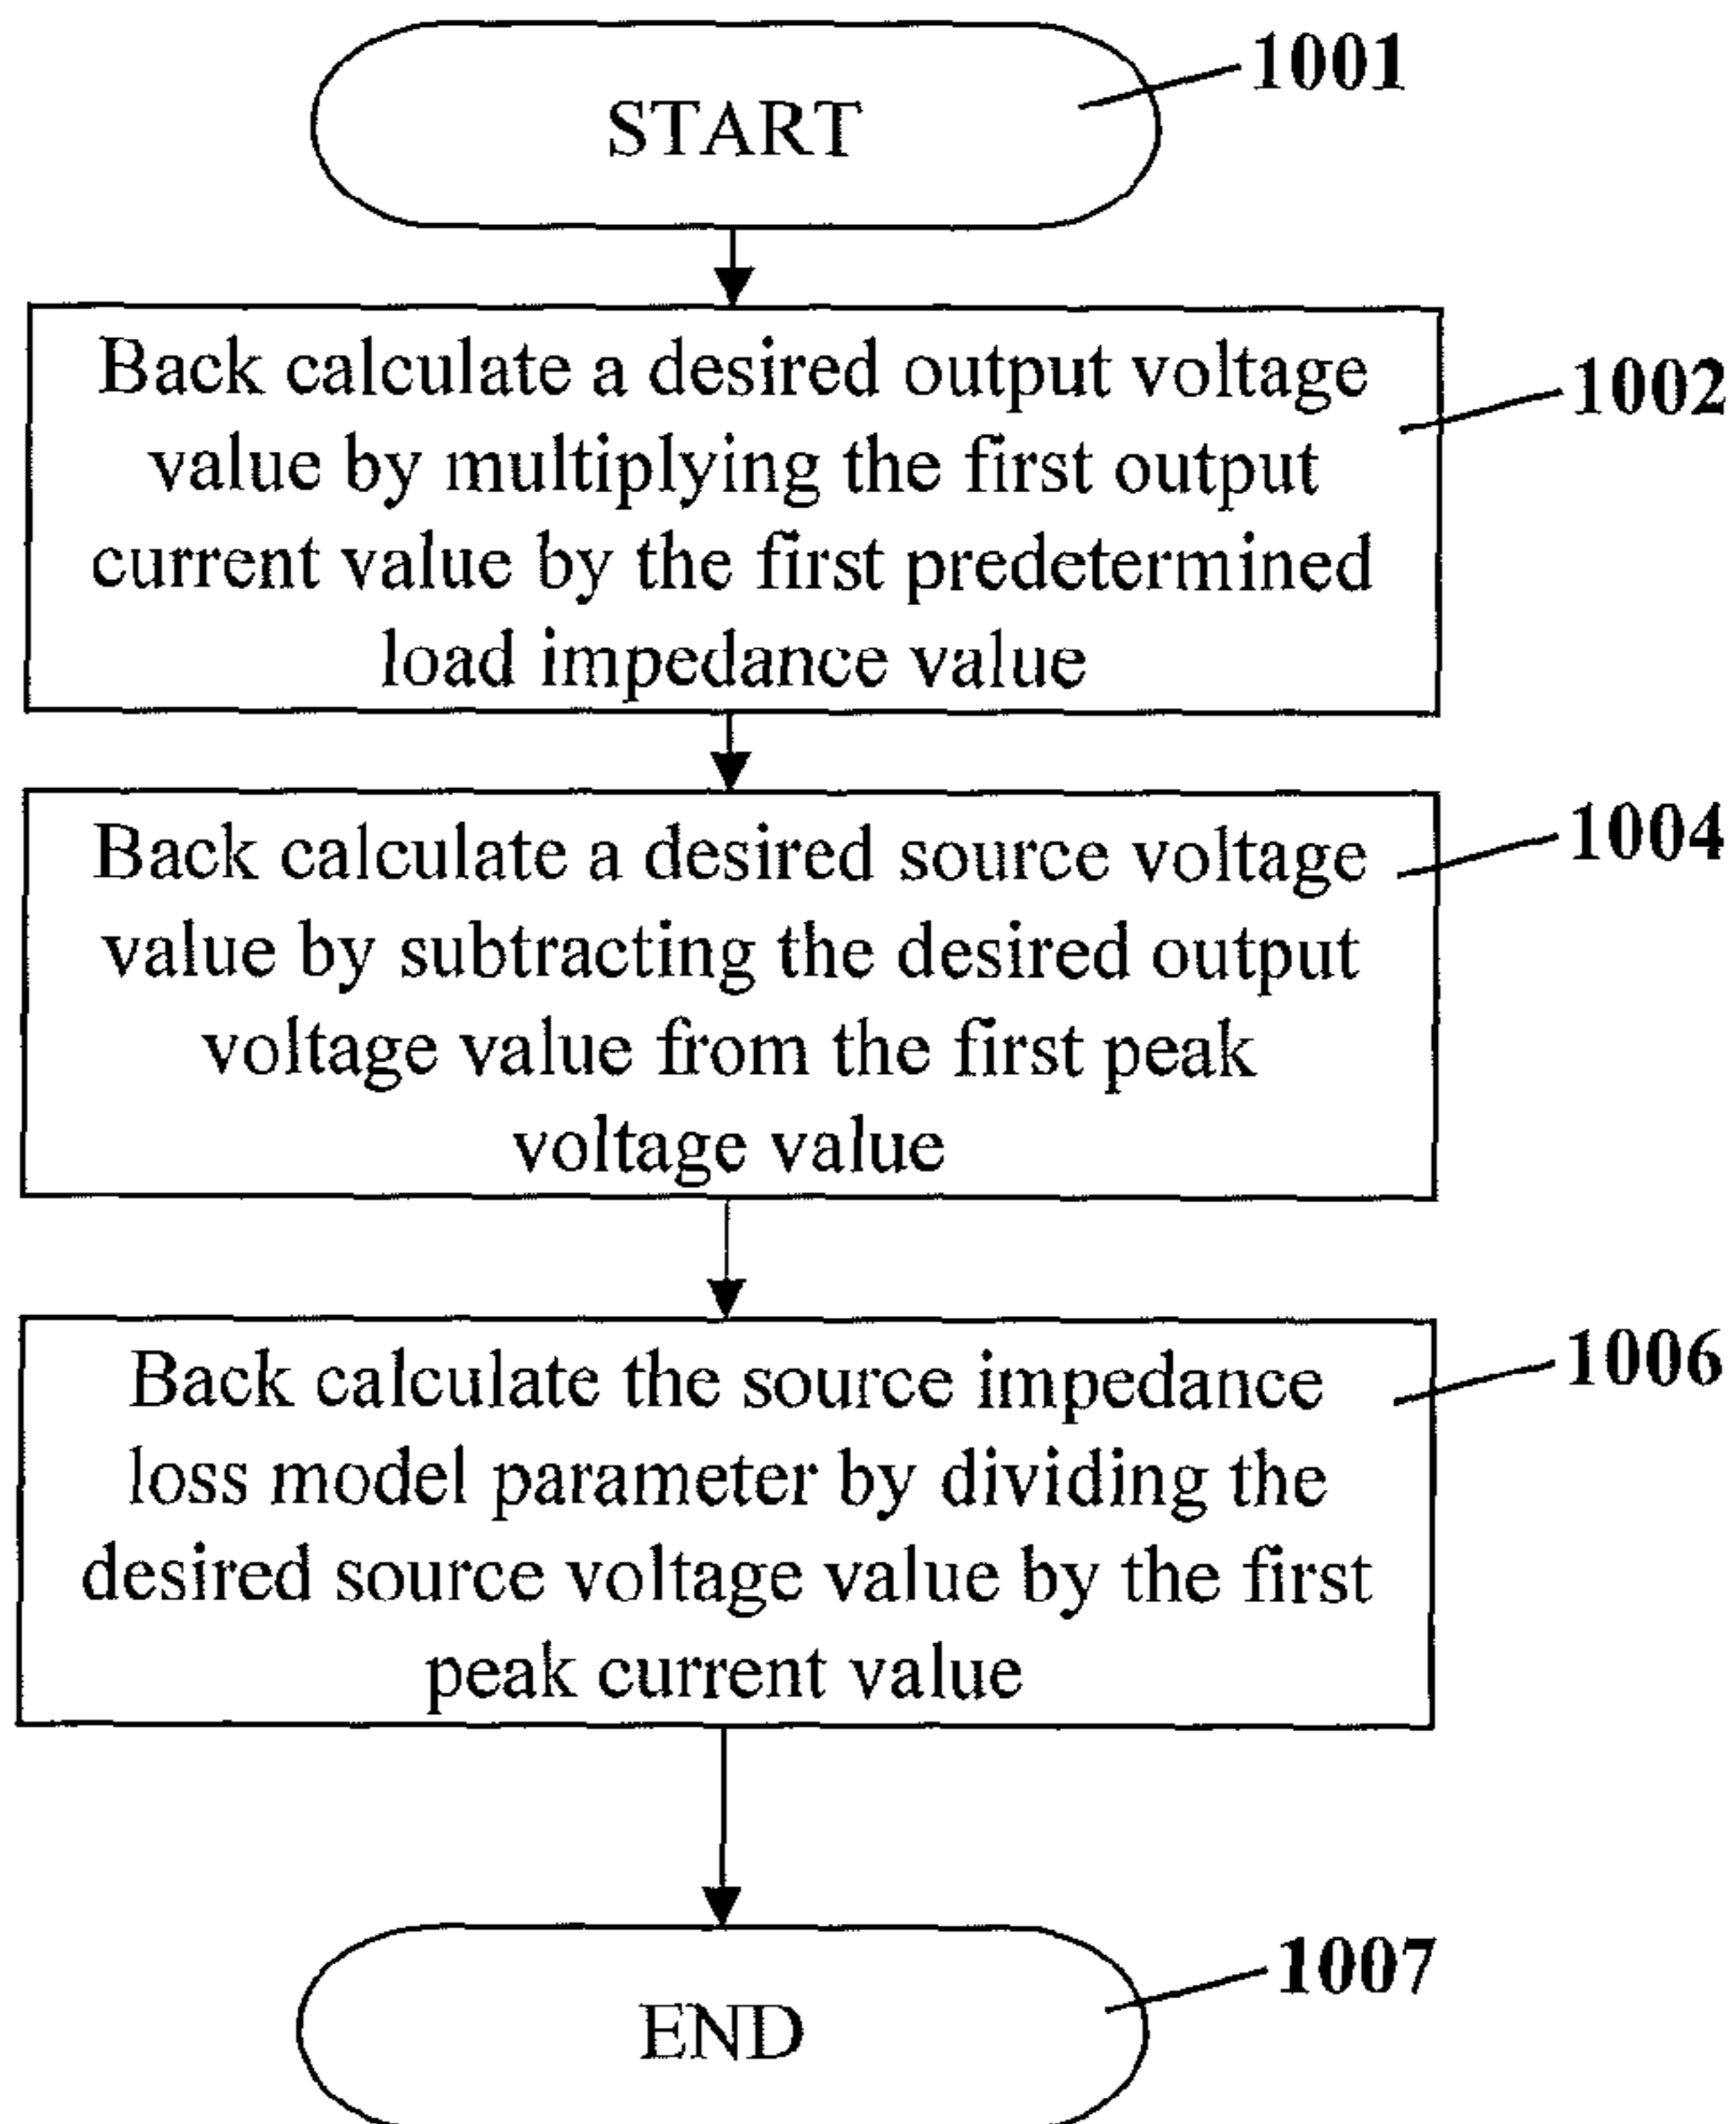 START
1001
Back calculate a desired output voltage
value by multiplying the first output
current value by the first predetermined
load impedance value
1002
Back calculate a desired source voltage
value by subtracting the desired output
voltage value from the first peak
voltage value
1004
Back calculate the source impedance
loss model parameter by dividing the
desired source voltage value by the first
peak current value
1006
END
1007